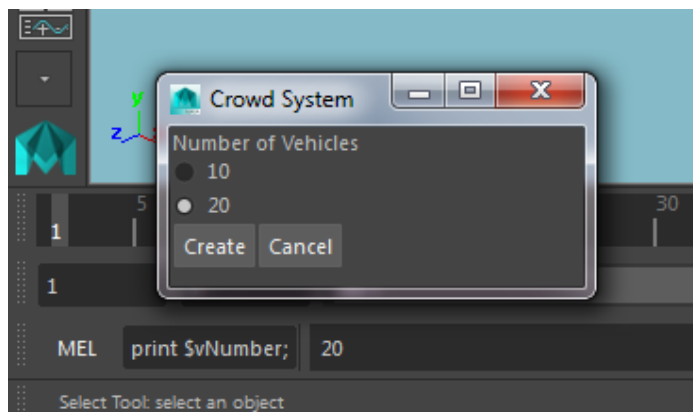 y
z
Crowd System
Number of Vehicles
10
20
Create Cancel
5
30
1
1
MEL print $vNumber; 20
Select Tool: select an object